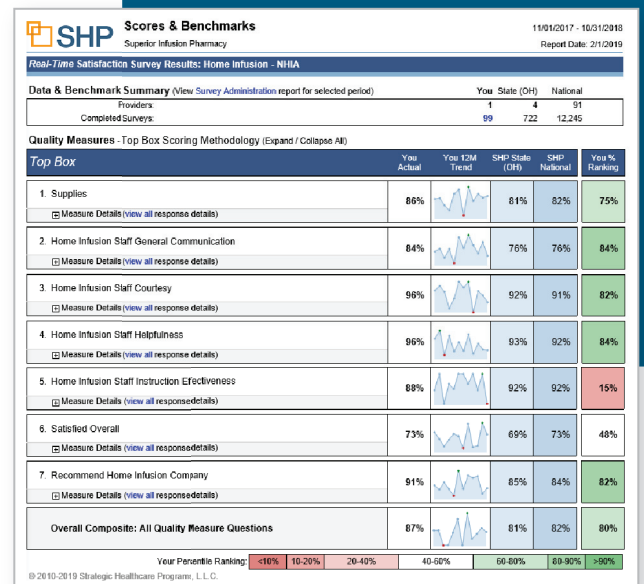 SHP Scores & Benchmarks 11/01/2017 - 10/31/2018
Superior Infusion Pharmacy Report Date: 2/1/2019
Real-Time Satisfaction Survey Results: Home Infusion - NHIA
Data & Benchmark Summary (View Survey Administration report for selected period) You State (OH) National
Providers: 1 4 91
Completed Surveys: 99 722 12,245
Quality Measures - Top Box Scoring Methodology (Expand / Collapse All)
Top Box You Actual You 12M Trend SHP State (OH) SHP National You % Ranking
1. Supplies 86% 81% 82% 75%
Measure Details (view all response details)
2. Home Infusion Staff General Communication 84% 76% 76% 84%
Measure Details (view all response details)
3. Home Infusion Staff Courtesy 96% 92% 91% 82%
Measure Details (view all response details)
4. Home Infusion Staff Helpfulness 96% 93% 92% 84%
Measure Details (view all response details)
5. Home Infusion Staff Instruction Effectiveness 88% 92% 92% 15%
Measure Details (view all response details)
6. Satisfied Overall 73% 69% 73% 48%
Measure Details (view all response details)
7. Recommend Home Infusion Company 91% 85% 84% 82%
Measure Details (view all response details)
Overall Composite: All Quality Measure Questions 87% 81% 82% 80%
Your Percentile Ranking: <10% 10-20% 20-40% 40-60% 60-80% 80-90% >90%
© 2010-2019 Strategic Healthcare Programs, L.L.C.